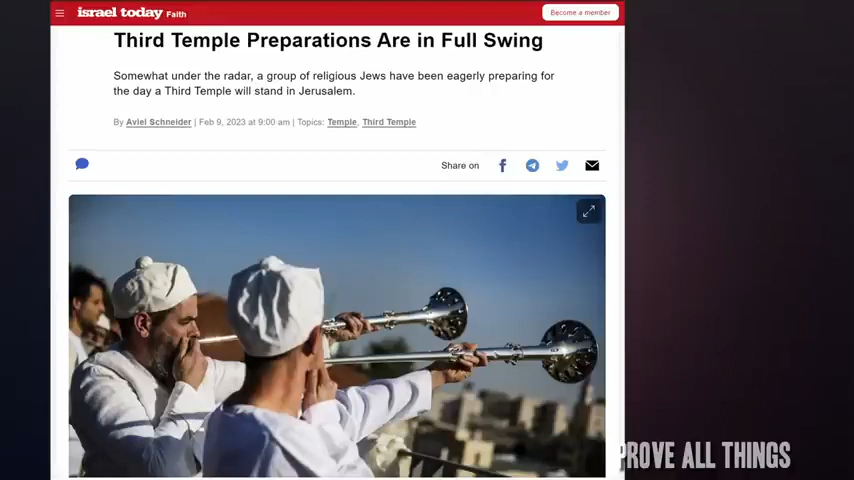 israel today Faith
Become a member
Third Temple Preparations Are in Full Swing
Somewhat under the radar, a group of religious Jews have been eagerly preparing for
the day a Third Temple will stand in Jerusalem.
By Aviel Schneider | Feb 9, 2023 at 9:00 am | Topics: Temple, Third Temple
Share on
PROVE ALL THINGS